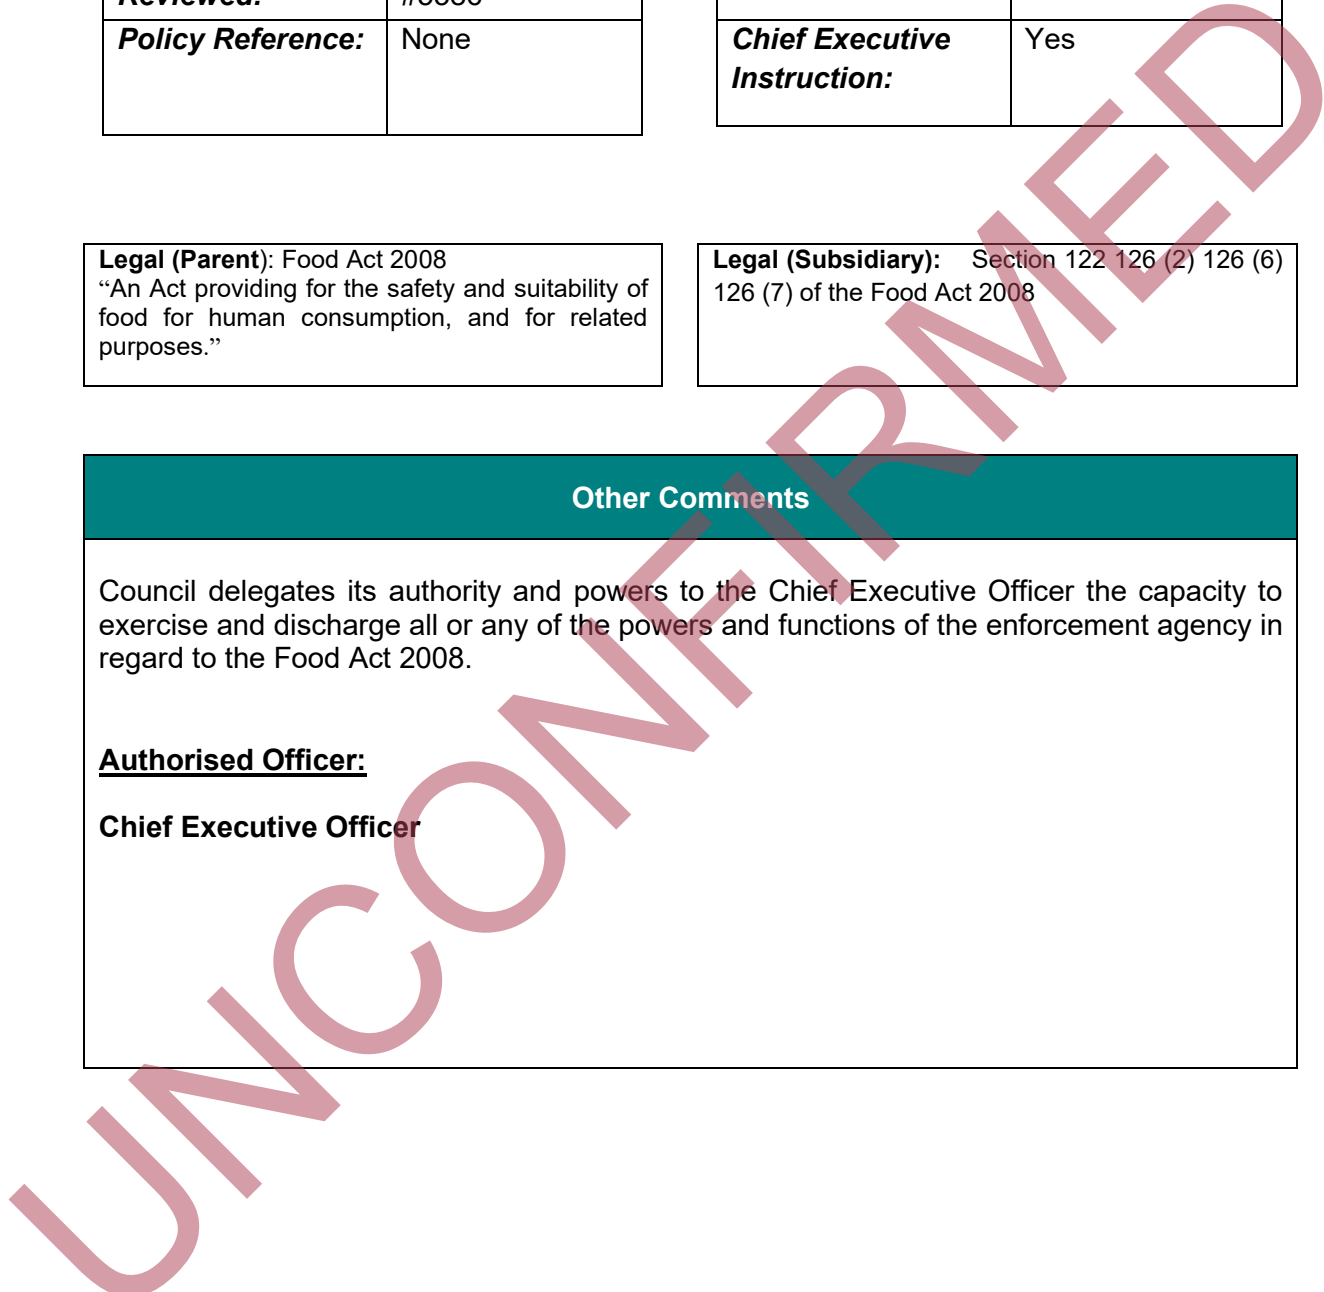 Reviewed:
Policy Reference: None
Chief Executive Yes
Instruction:
Legal (Parent): Food Act 2008
“An Act providing for the safety and suitability of
food for human consumption, and for related
purposes.”
Legal (Subsidiary): Section 122 126 (2) 126 (6)
126 (7) of the Food Act 2008
Other Comments
Council delegates its authority and powers to the Chief Executive Officer the capacity to
exercise and discharge all or any of the powers and functions of the enforcement agency in
regard to the Food Act 2008.
Authorised Officer:
Chief Executive Officer
UNCONFIRMED